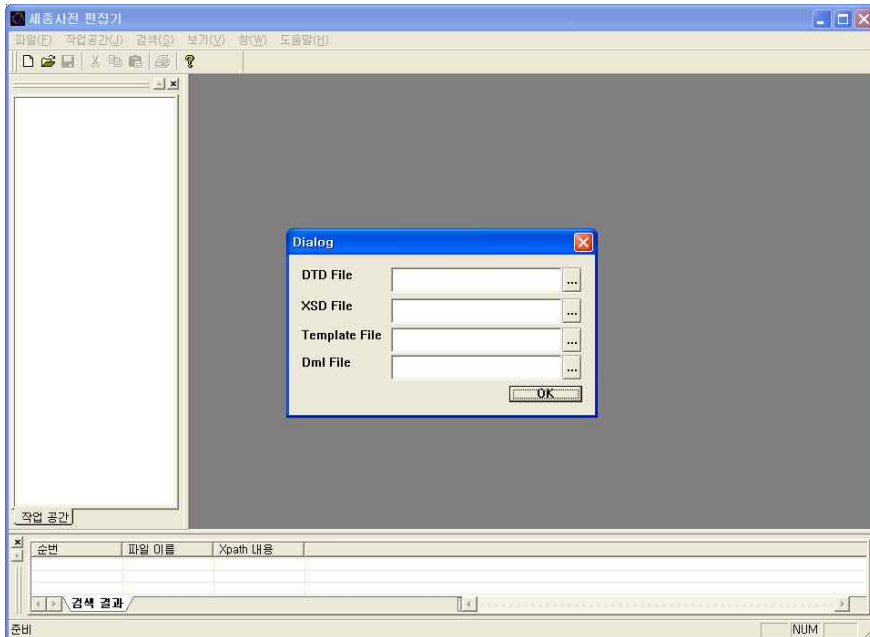 세종사전 편집기
파일(F) 작업공간(J) 검색(S) 보기(V) 창(W) 도움말(H)
Dialog
DTD File ...
XSD File ...
Template File ...
Dml File ...
OK
작업 공간
순번 파일 이름 Xpath 내용
검색 결과
준비 NUM